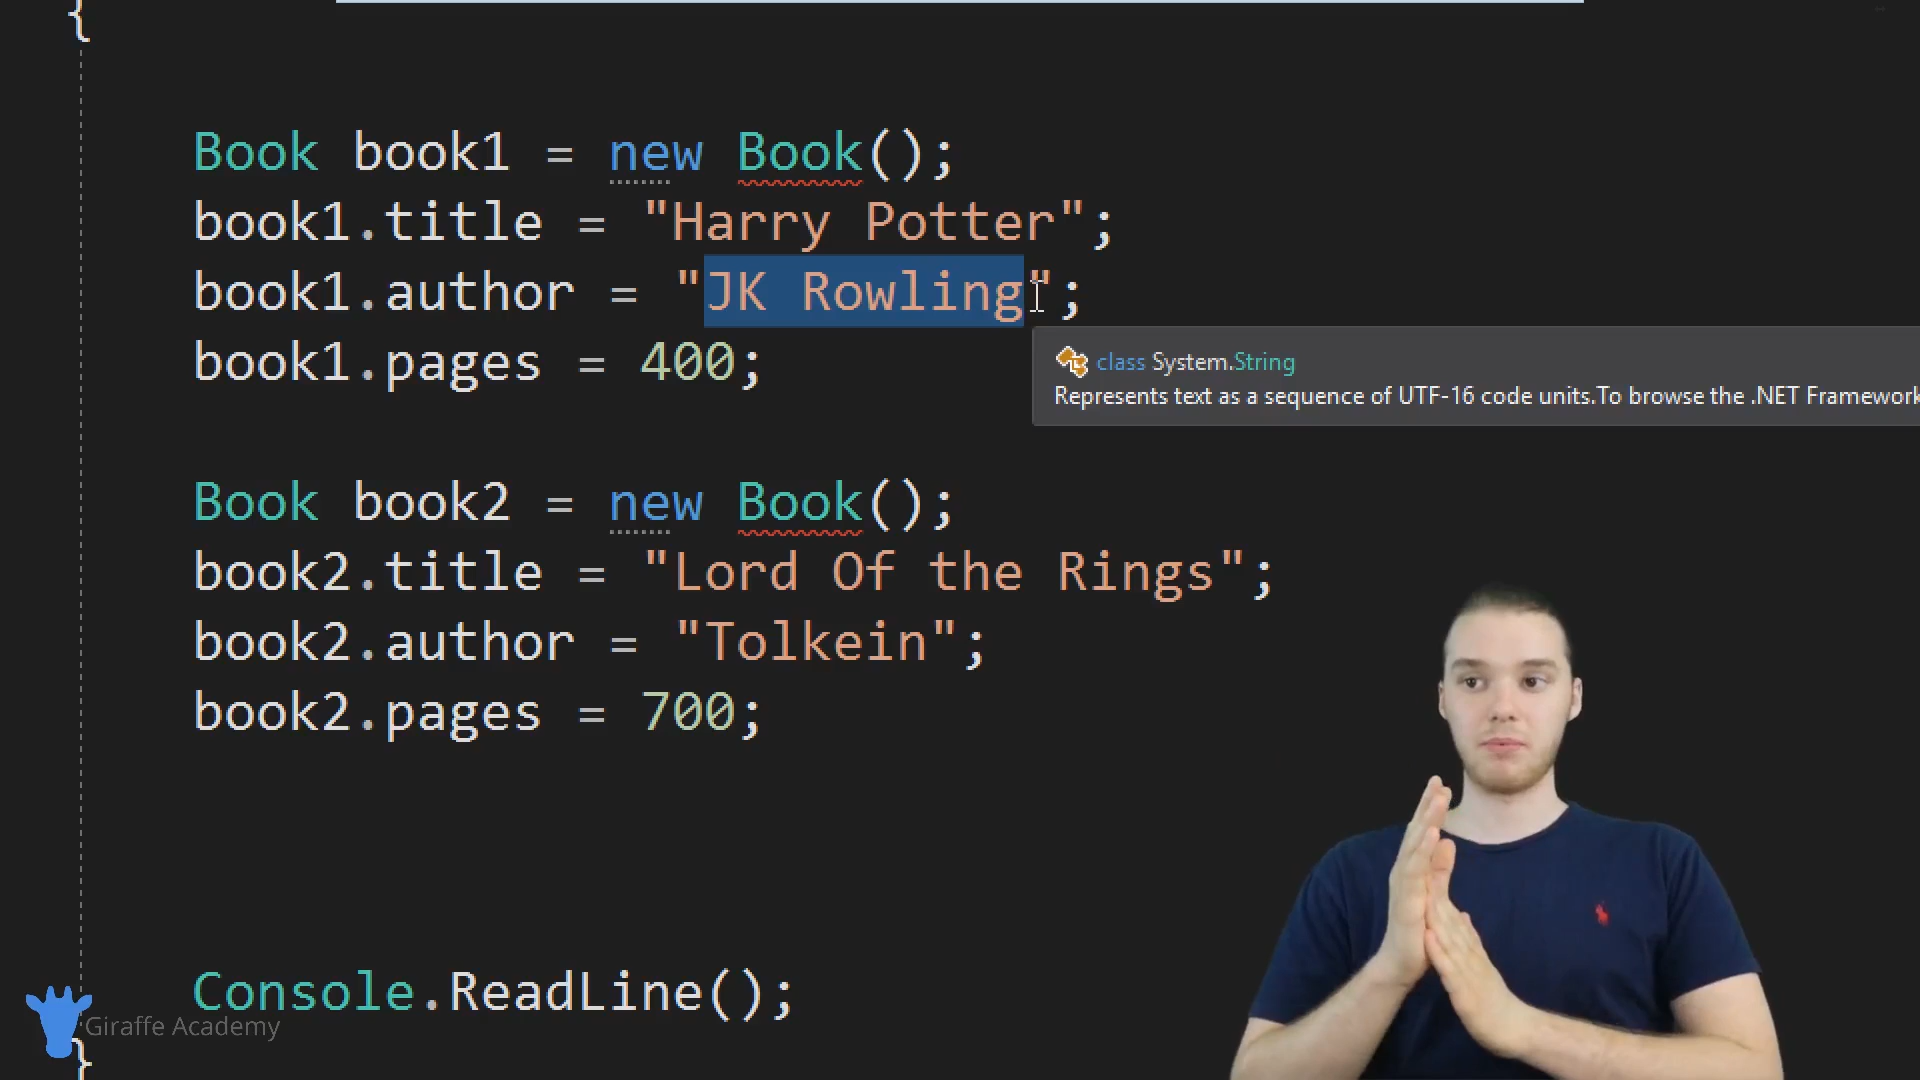 {
Book book1 = new Book();
book1.title = "Harry Potter";
book1.author = "JK Rowling";
book1.pages = 400;
class System.String
Represents text as a sequence of UTF-16 code units.To browse the .NET Framework
Book book2 = new Book();
book2.title = "Lord Of the Rings";
book2.author = "Tolkein";
book2.pages = 700;
Console.ReadLine();
Giraffe Academy
}